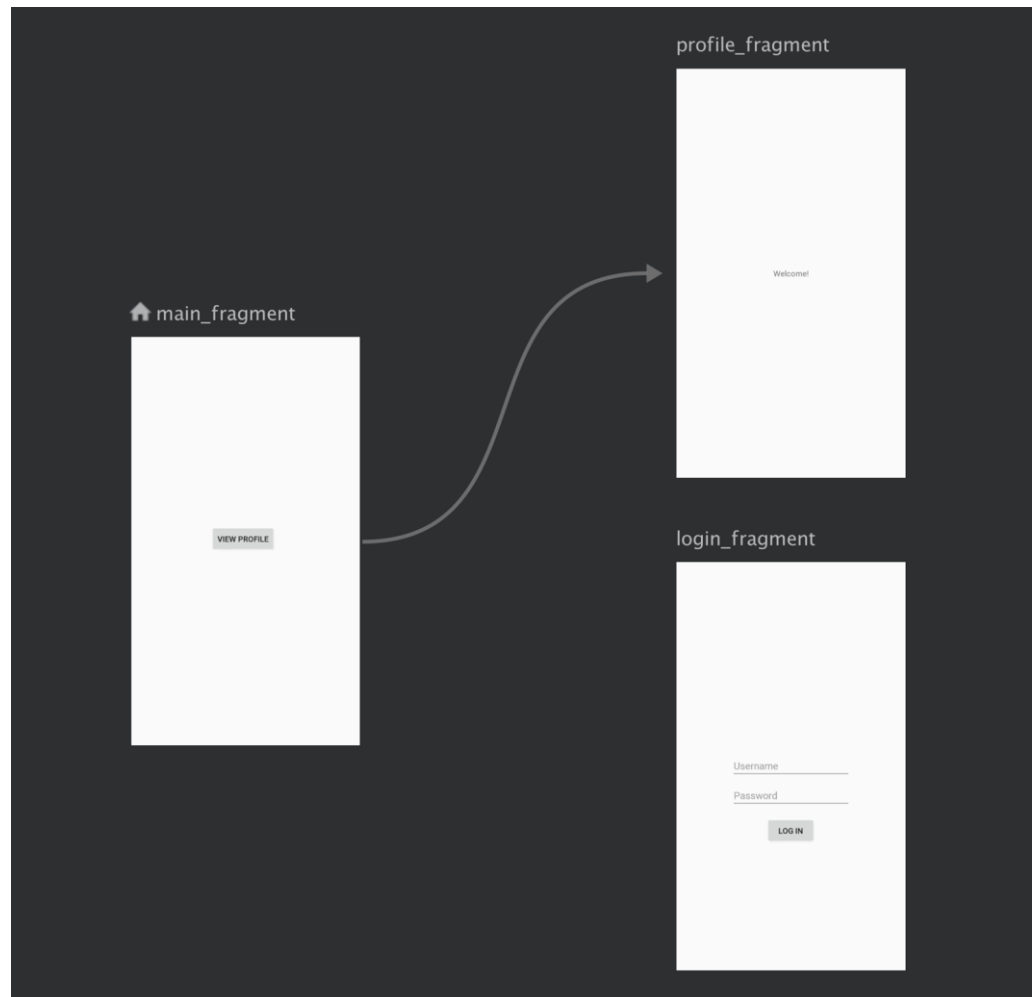 profile_fragment
Welcome!
main_fragment
VIEW PROFILE
login_fragment
Username
Password
LOG IN